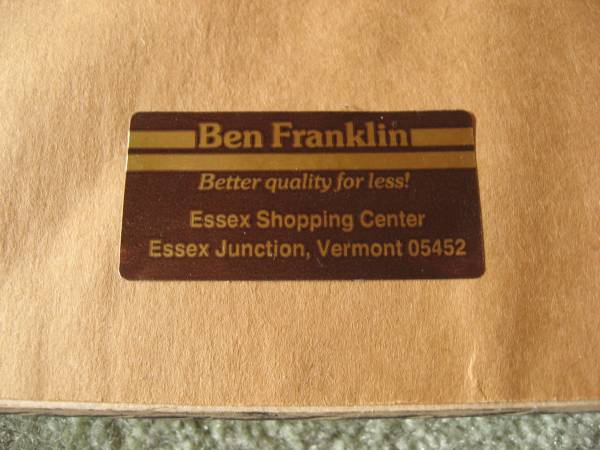 Ben Franklin
Better quality for less!
Essex Shopping Center
Essex Junction, Vermont 05452